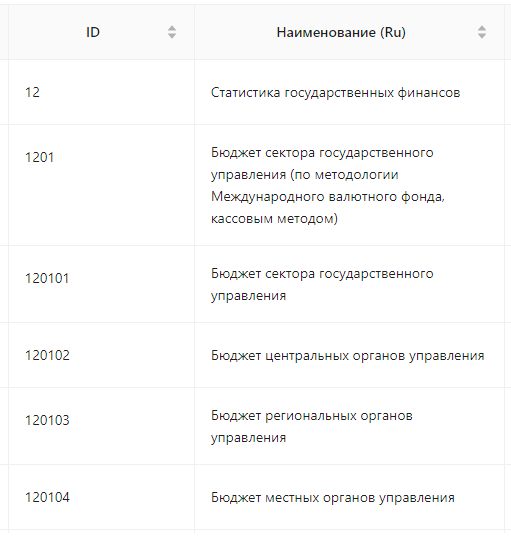 ID Наименование (Ru)
12 Статистика государственных финансов
1201 Бюджет сектора государственного
управления (по методологии
Международного валютного фонда,
кассовым методом)
120101 Бюджет сектора государственного
управления
120102 Бюджет центральных органов управления
120103 Бюджет региональных органов
управления
120104 Бюджет местных органов управления